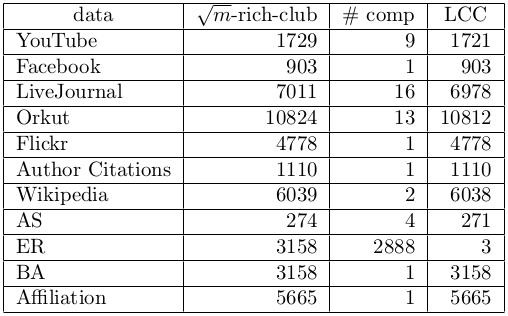 data √m-rich-club # comp LCC
YouTube 1729 9 1721
Facebook 903 1 903
LiveJournal 7011 16 6978
Orkut 10824 13 10812
Flickr 4778 1 4778
Author Citations 1110 1 1110
Wikipedia 6039 2 6038
AS 274 4 271
ER 3158 2888 3
BA 3158 1 3158
Affiliation 5665 1 5665